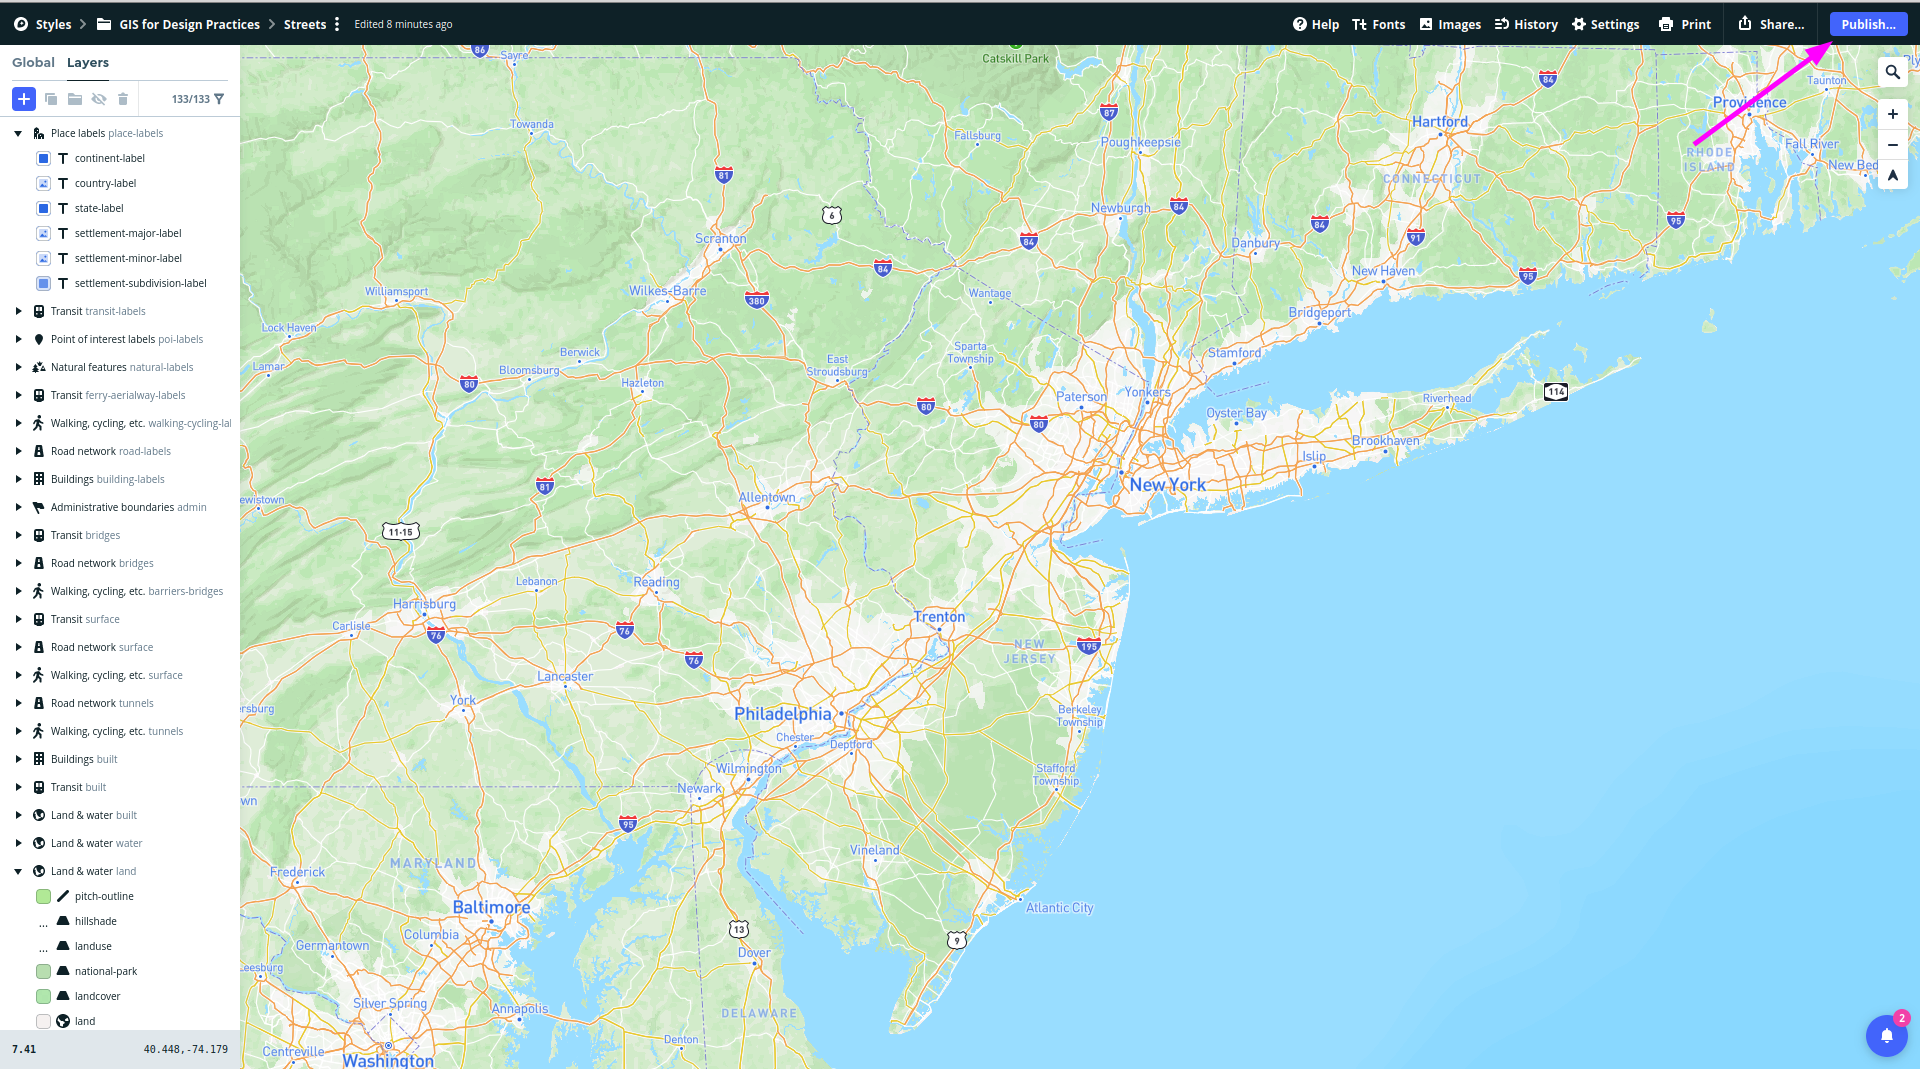 Styles
GIS for Design Practices
Streets
Edited 8 minutes ago
Help
Fonts
Images
History
Settings
Print
Share...
Publish...
Global
Layers
133/133
Place labels place-labels
continent-label
country-label
state-label
settlement-major-label
settlement-minor-label
settlement-subdivision-label
Transit transit-labels
Point of interest labels poi-labels
Natural features natural-labels
Transit ferry-aerialway-labels
Walking, cycling, etc. walking-cycling-lal
Road network road-labels
Buildings building-labels
Administrative boundaries admin
Transit bridges
Road network bridges
Walking, cycling, etc. barriers-bridges
Transit surface
Road network surface
Walking, cycling, etc. surface
Road network tunnels
Walking, cycling, etc. tunnels
Buildings built
Transit built
Land & water built
Land & water water
Land & water land
pitch-outline
... hillshade
... landuse
national-park
landcover
land
7.41
40.448,-74.179
86
Sayre
Catskill Park
84
Taunton
Ply
Providence
87
Hartford
Towanda
Fallsburg
Poughkeepsie
Fall River
RHODE
ISLAND
New Bed
81
CONNECTICUT
6
Newburgh
84
84
95
Scranton
84
91
Danbury
84
New Haven
95
Williamsport
Wilkes-Barre
380
Wantage
Bridgeport
Lock Haven
Sparta
Township
Stamford
Berwick
East
Stroudsburg
Lamar
Bloomsburg
80
Hazleton
Paterson
Yonkers
114
80
80
Oyster Bay
Riverhead
Brookhaven
Islip
81
Allentown
New York
ewistown
11-15
Lebanon
Reading
Harrisburg
Carlisle
76
76
76
Trenton
NEW
JERSEY
195
Lancaster
York
rsburg
Philadelphia
Berkeley
Township
Chester
Deptford
Wilmington
Stafford
Township
Newark
wn
95
Vineland
MARYLAND
Frederick
Baltimore
Atlantic City
Columbia
13
9
Germantown
Dover
Leesburg
Silver Spring
Annapolis
DELAWARE
Denton
Centreville
Washington
2